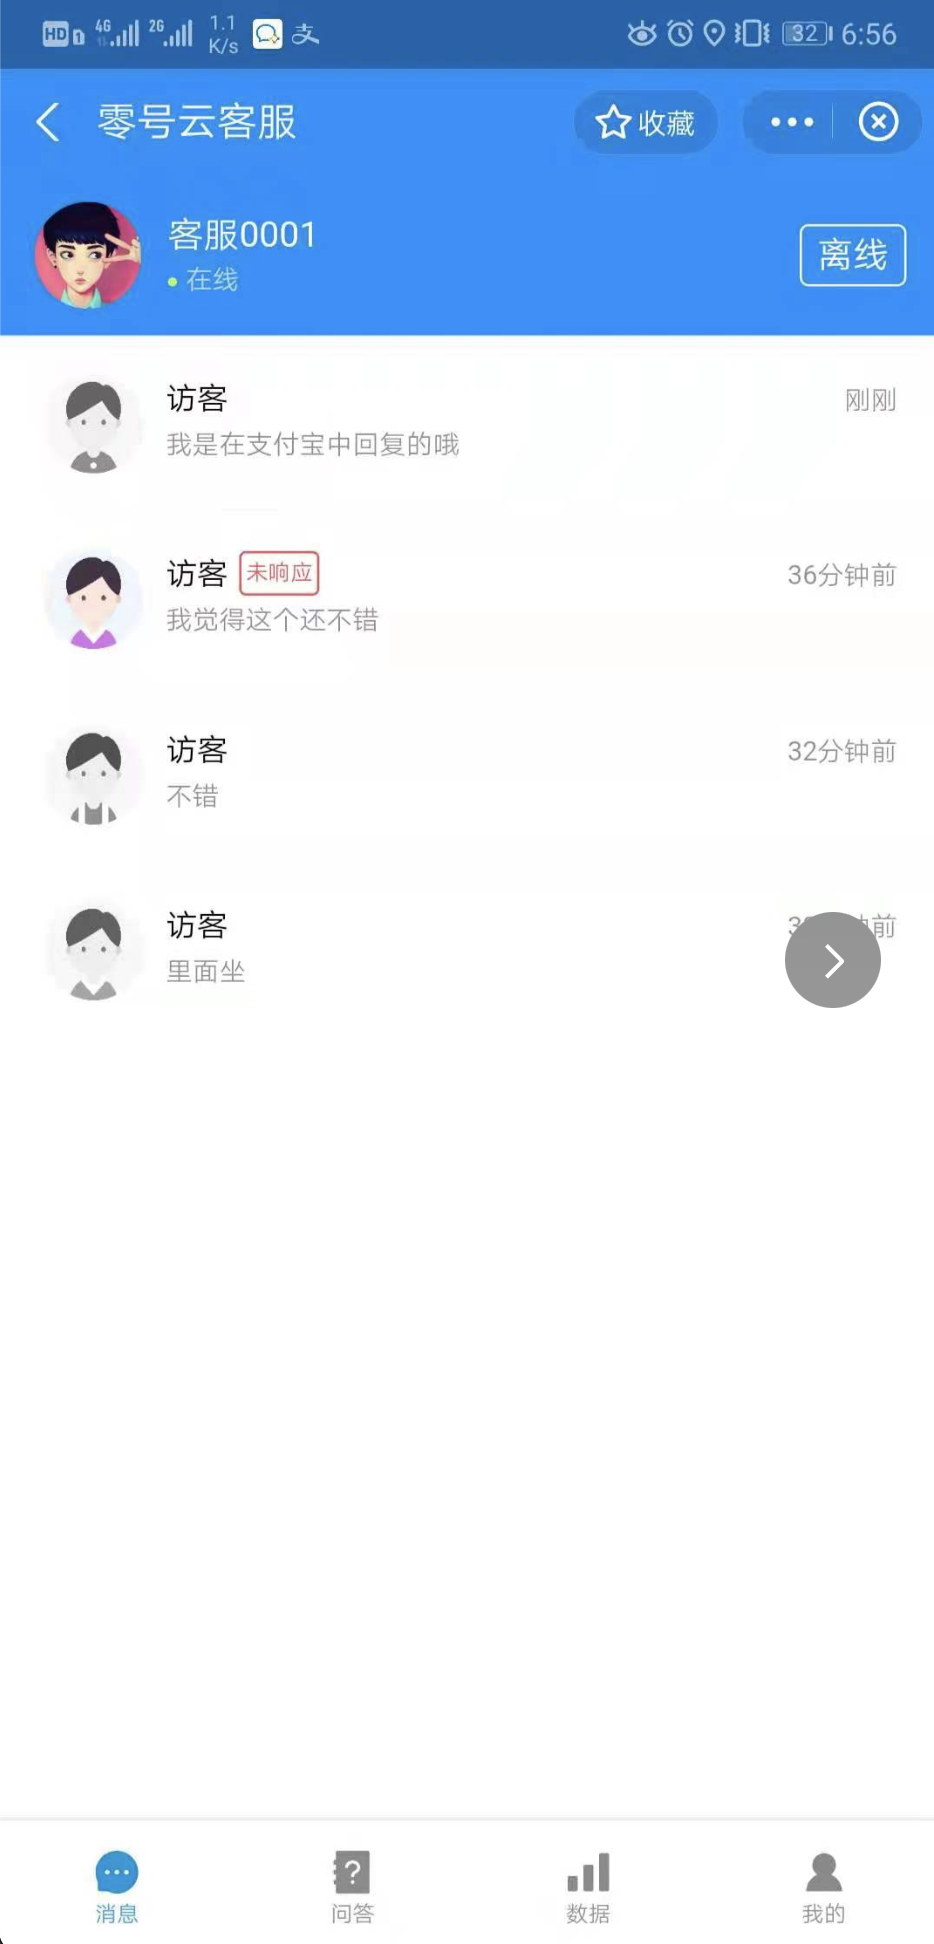 HD 1 4G 2G 1.1 K/s 支 32 6:56
零号云客服 收藏
客服0001
在线 离线
访客 刚刚
我是在支付宝中回复的哦
访客 未响应 36分钟前
我觉得这个还不错
访客 32分钟前
不错
访客 前
里面坐
消息 问答 数据 我的